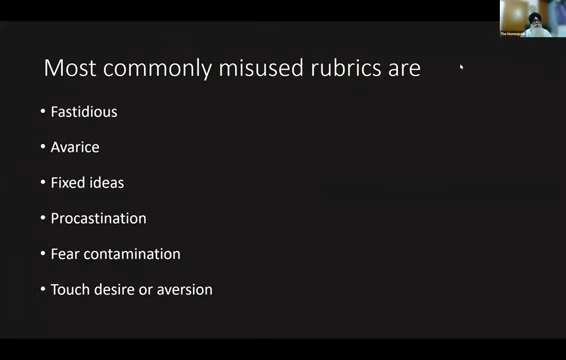 Most commonly misused rubrics are
• Fastidious
• Avarice
• Fixed ideas
• Procastination
• Fear contamination
• Touch desire or aversion